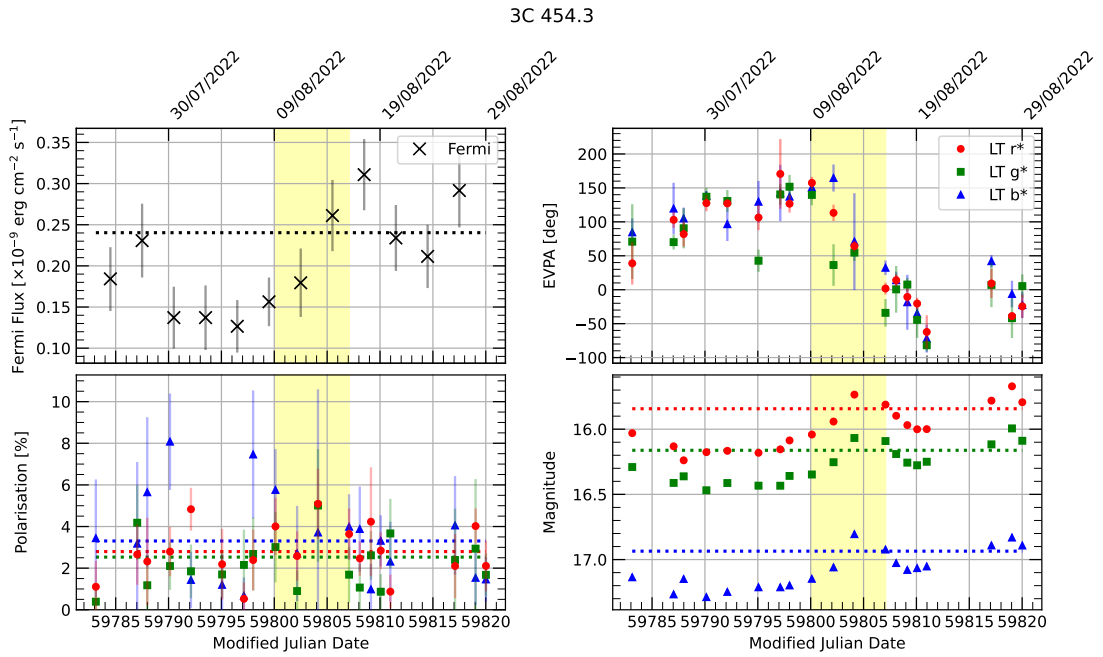 3C 454.3
30/07/2022 09/08/2022 19/08/2022 29/08/2022
30/07/2022 09/08/2022 19/08/2022 29/08/2022
Fermi Flux [×10⁻⁹ erg cm⁻² s⁻¹]
0.35
0.30
0.25
0.20
0.15
0.10
Fermi
EVPA [deg]
200
150
100
50
0
−50
−100
LT r*
LT g*
LT b*
Polarisation [%]
10
8
6
4
2
0
59785 59790 59795 59800 59805 59810 59815 59820
Modified Julian Date
Magnitude
16.0
16.5
17.0
59785 59790 59795 59800 59805 59810 59815 59820
Modified Julian Date